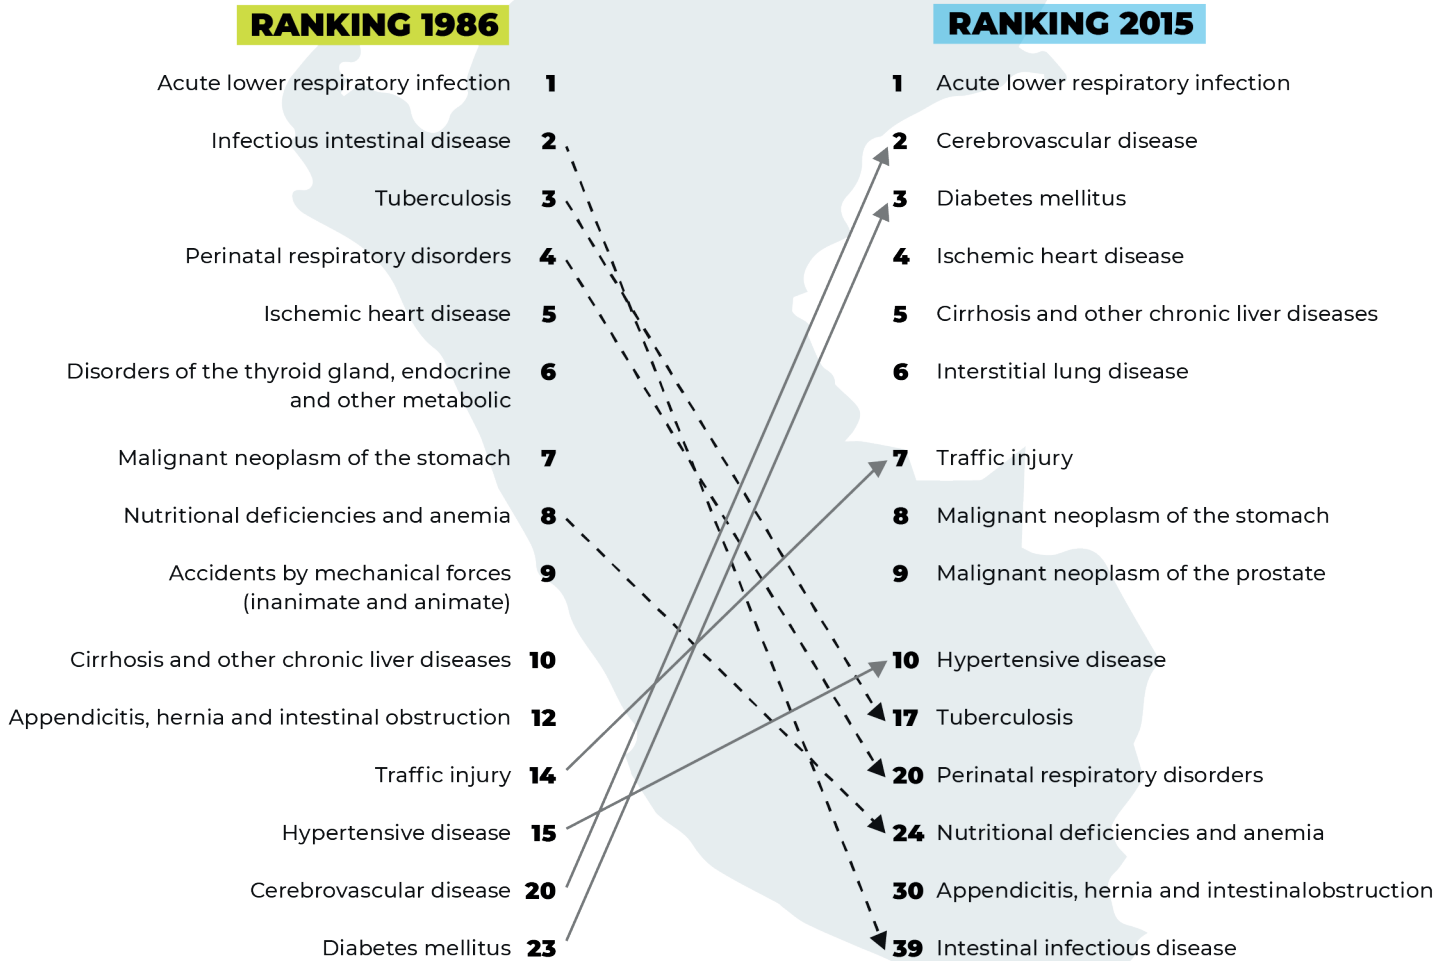 RANKING 1986
Acute lower respiratory infection 1
Infectious intestinal disease 2
Tuberculosis 3
Perinatal respiratory disorders 4
Ischemic heart disease 5
Disorders of the thyroid gland, endocrine 6
and other metabolic
Malignant neoplasm of the stomach 7
Nutritional deficiencies and anemia 8
Accidents by mechanical forces 9
(inanimate and animate)
Cirrhosis and other chronic liver diseases 10
Appendicitis, hernia and intestinal obstruction 12
Traffic injury 14
Hypertensive disease 15
Cerebrovascular disease 20
Diabetes mellitus 23
RANKING 2015
1 Acute lower respiratory infection
2 Cerebrovascular disease
3 Diabetes mellitus
4 Ischemic heart disease
5 Cirrhosis and other chronic liver diseases
6 Interstitial lung disease
7 Traffic injury
8 Malignant neoplasm of the stomach
9 Malignant neoplasm of the prostate
10 Hypertensive disease
17 Tuberculosis
20 Perinatal respiratory disorders
24 Nutritional deficiencies and anemia
30 Appendicitis, hernia and intestinalobstruction
39 Intestinal infectious disease